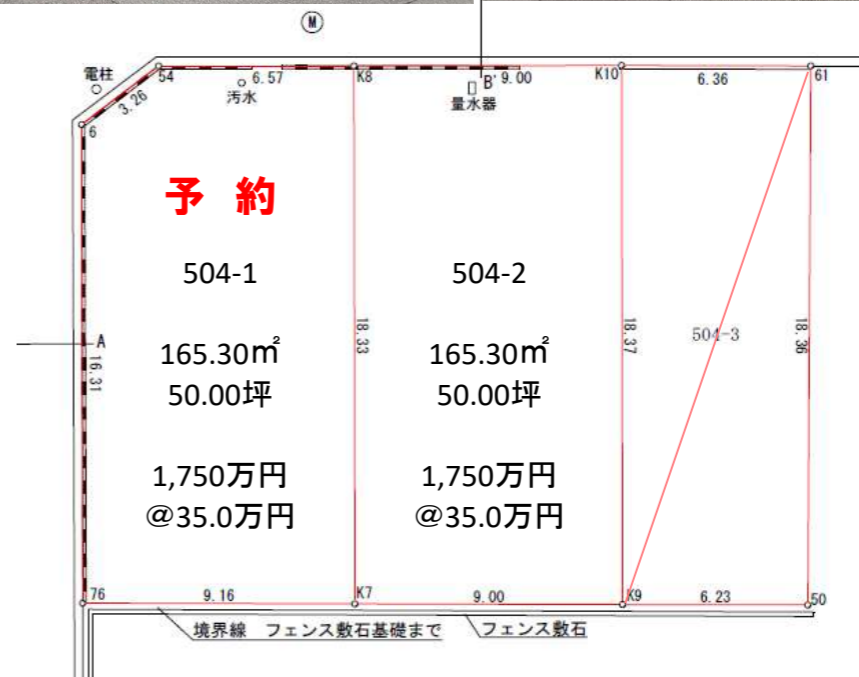 Ⓜ
電柱
54
6.57
K8
B'
9.00
K10
6.36
61
汚水
量水器
3.26
6
予 約
504-1
504-2
504-3
A
16.31
18.33
18.37
18.36
165.30㎡
50.00坪
165.30㎡
50.00坪
1,750万円
@35.0万円
1,750万円
@35.0万円
76
9.16
K7
9.00
K9
6.23
50
境界線 フェンス敷石基礎まで
フェンス敷石